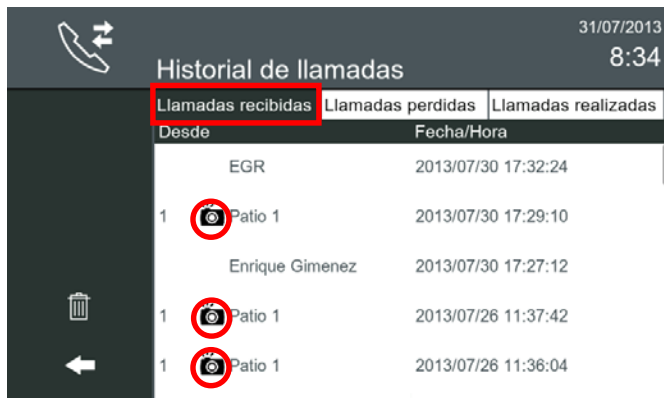 31/07/2013
8:34
Historial de llamadas
Llamadas recibidas Llamadas perdidas Llamadas realizadas
Desde Fecha/Hora
EGR 2013/07/30 17:32:24
1 Patio 1 2013/07/30 17:29:10
Enrique Gimenez 2013/07/30 17:27:12
1 Patio 1 2013/07/26 11:37:42
1 Patio 1 2013/07/26 11:36:04